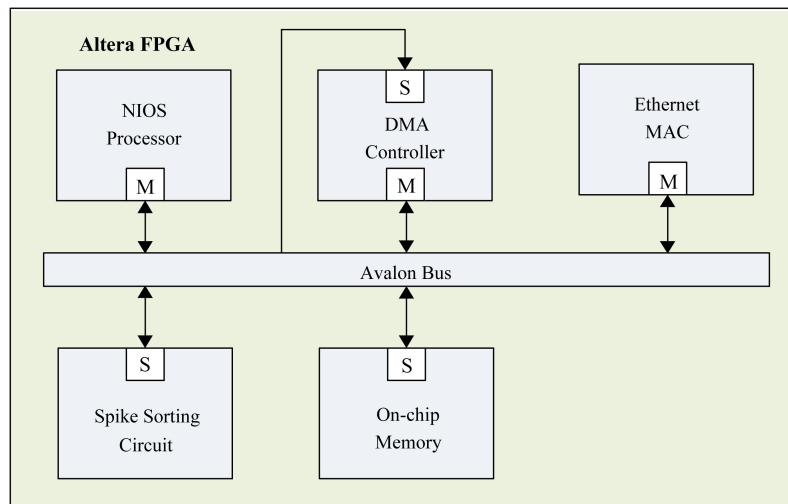 Altera FPGA
NIOS
Processor
M
S
DMA
Controller
M
Ethernet
MAC
M
Avalon Bus
S
Spike Sorting
Circuit
S
On-chip
Memory